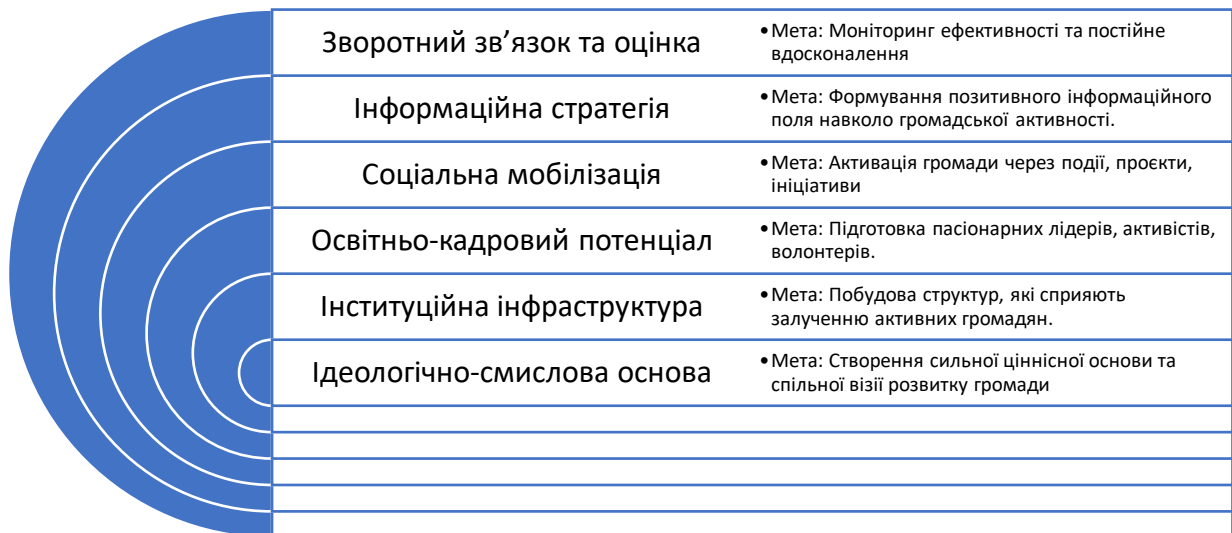 Зворотний зв’язок та оцінка
•Мета: Моніторинг ефективності та постійне
вдосконалення
Інформаційна стратегія
•Мета: Формування позитивного інформаційного
поля навколо громадської активності.
Соціальна мобілізація
•Мета: Активація громади через події, проєкти,
ініціативи
Освітньо-кадровий потенціал
•Мета: Підготовка пасіонарних лідерів, активістів,
волонтерів.
Інституційна інфраструктура
•Мета: Побудова структур, які сприяють
залученню активних громадян.
Ідеологічно-смислова основа
•Мета: Створення сильної ціннісної основи та
спільної візії розвитку громади